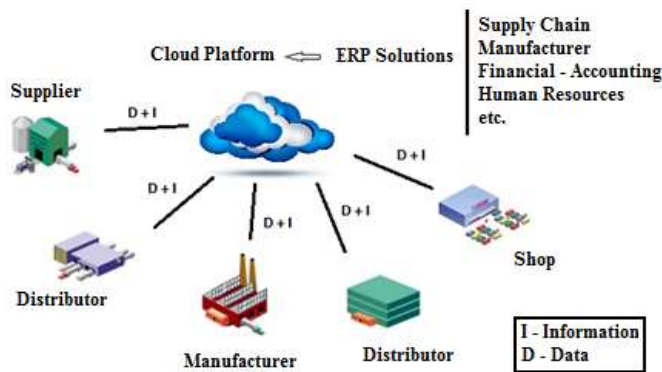 Supply Chain
Manufacturer
Financial - Accounting
Human Resources
etc.
Cloud Platform
ERP Solutions
Supplier
D + I
D + I
D + I
D + I
D + I
Distributor
Manufacturer
Distributor
Shop
I - Information
D - Data